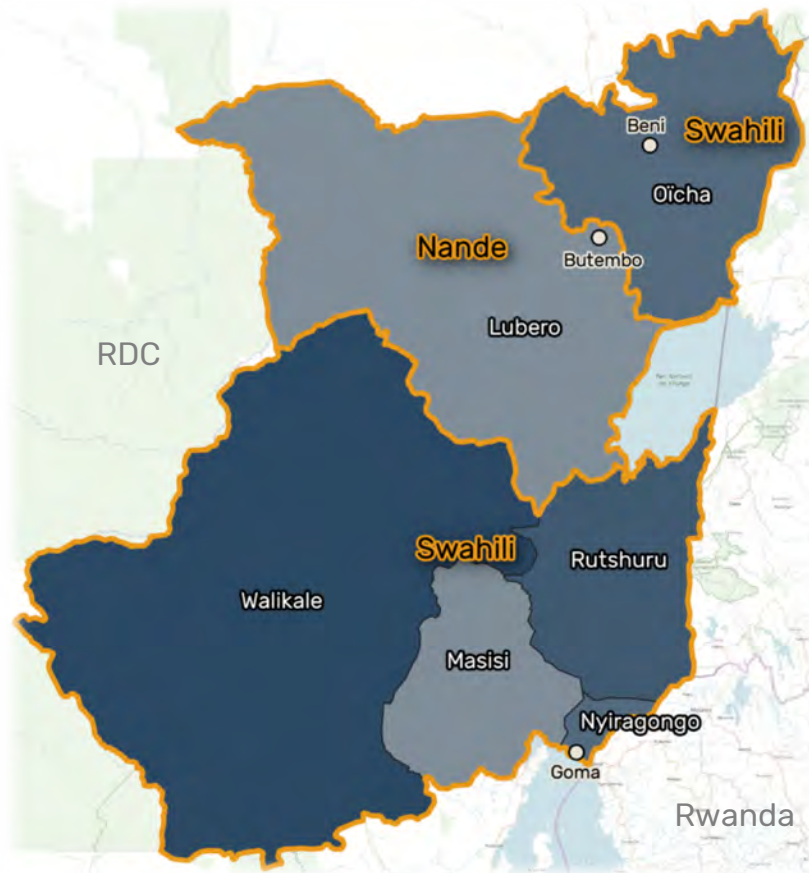 Beni
Swahili
Oïcha
Nande
Butembo
Lubero
RDC
Swahili
Rutshuru
Walikale
Masisi
Nyiragongo
Goma
Rwanda